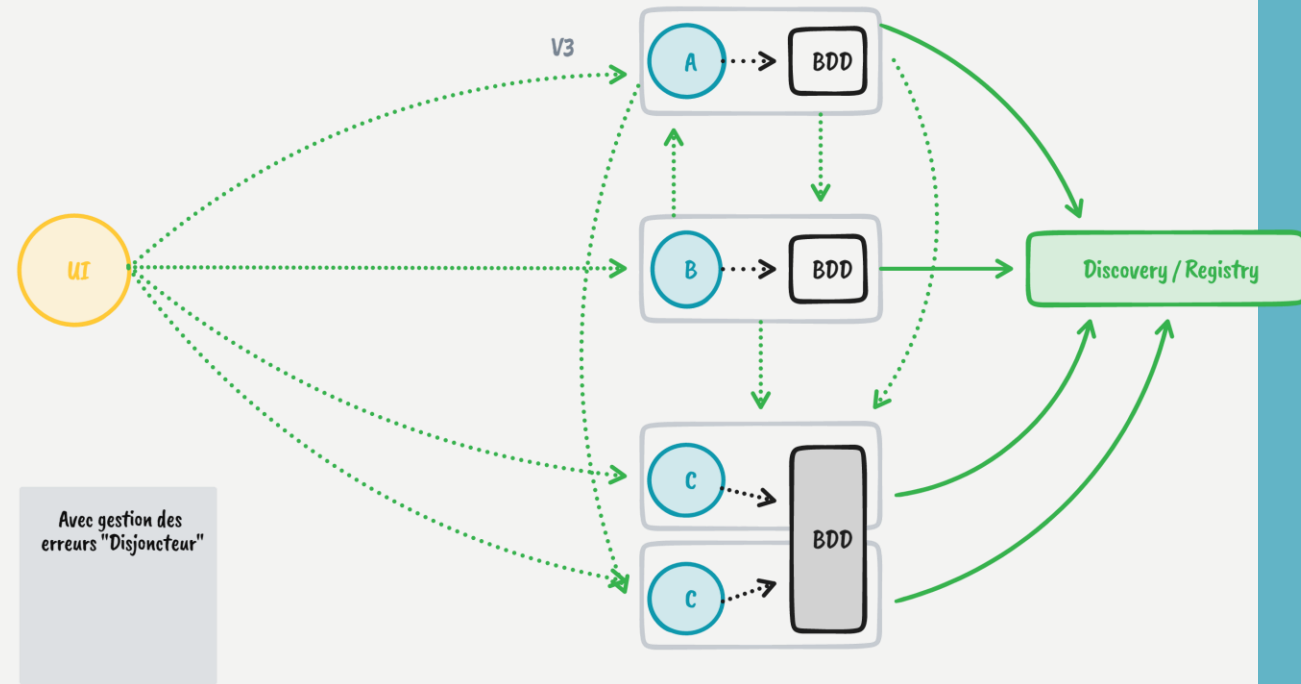 V3
A
BDD
UI
B
BDD
Discovery / Registry
C
BDD
C
Avec gestion des
erreurs "Disjoncteur"